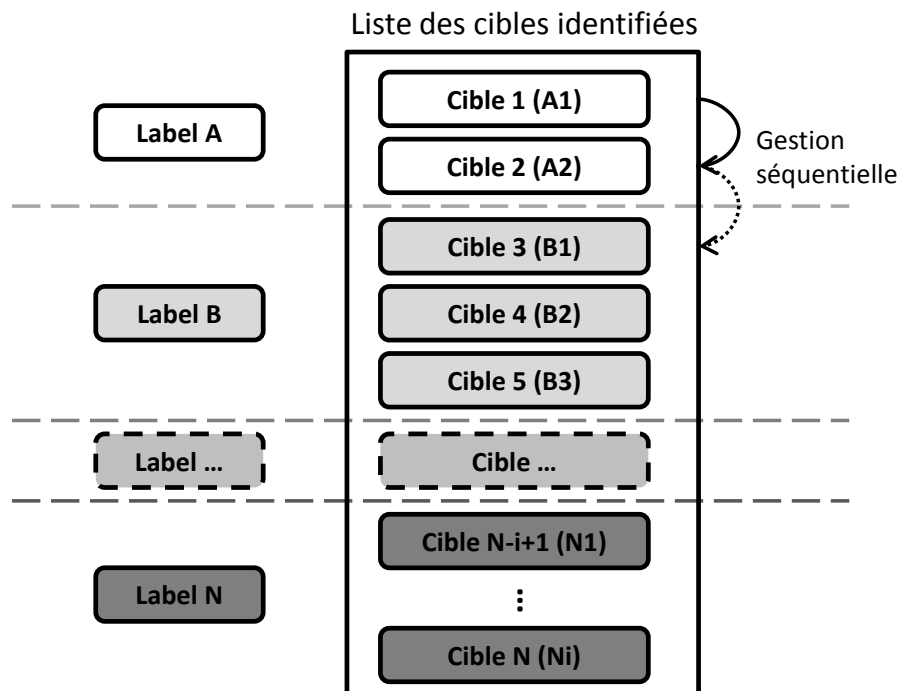 Liste des cibles identifiées
Label A
Cible 1 (A1)
Cible 2 (A2)
Gestion
séquentielle
Label B
Cible 3 (B1)
Cible 4 (B2)
Cible 5 (B3)
Label ...
Cible ...
Label N
Cible N-i+1 (N1)
...
Cible N (Ni)